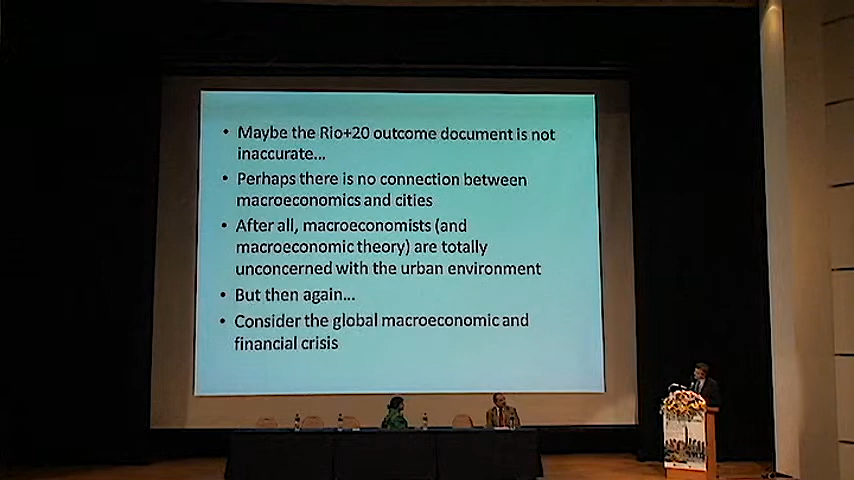 • Maybe the Rio+20 outcome document is not
inaccurate...
• Perhaps there is no connection between
macroeconomics and cities
• After all, macroeconomists (and
macroeconomic theory) are totally
unconcerned with the urban environment
• But then again...
• Consider the global macroeconomic and
financial crisis